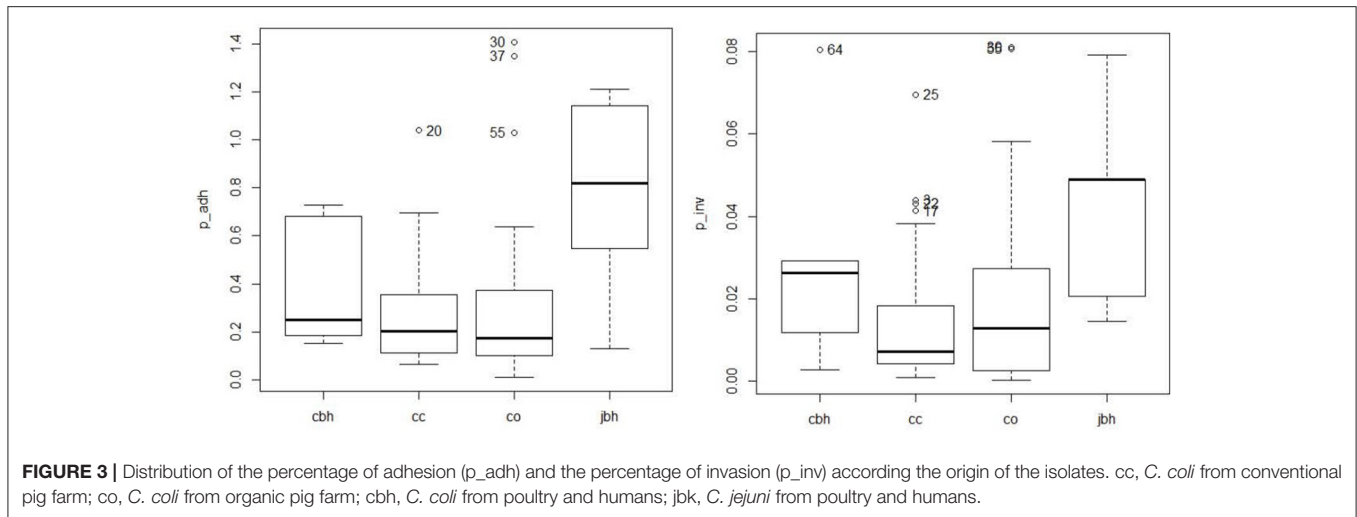 1.4
1.2
1.0
0.8
0.6
0.4
0.2
0.0
p_adh
30
37
20
55
cbh
cc
co
jbh
0.08
0.06
0.04
0.02
0.00
p_inv
64
25
3
22
17
cbh
cc
co
jbh
FIGURE 3 | Distribution of the percentage of adhesion (p_adh) and the percentage of invasion (p_inv) according the origin of the isolates. cc, C. coli from conventional
pig farm; co, C. coli from organic pig farm; cbh, C. coli from poultry and humans; jbk, C. jejuni from poultry and humans.